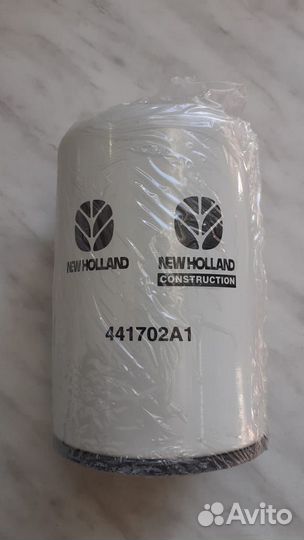 NEW HOLLAND
NEW HOLLAND
CONSTRUCTION
441702A1
Avito